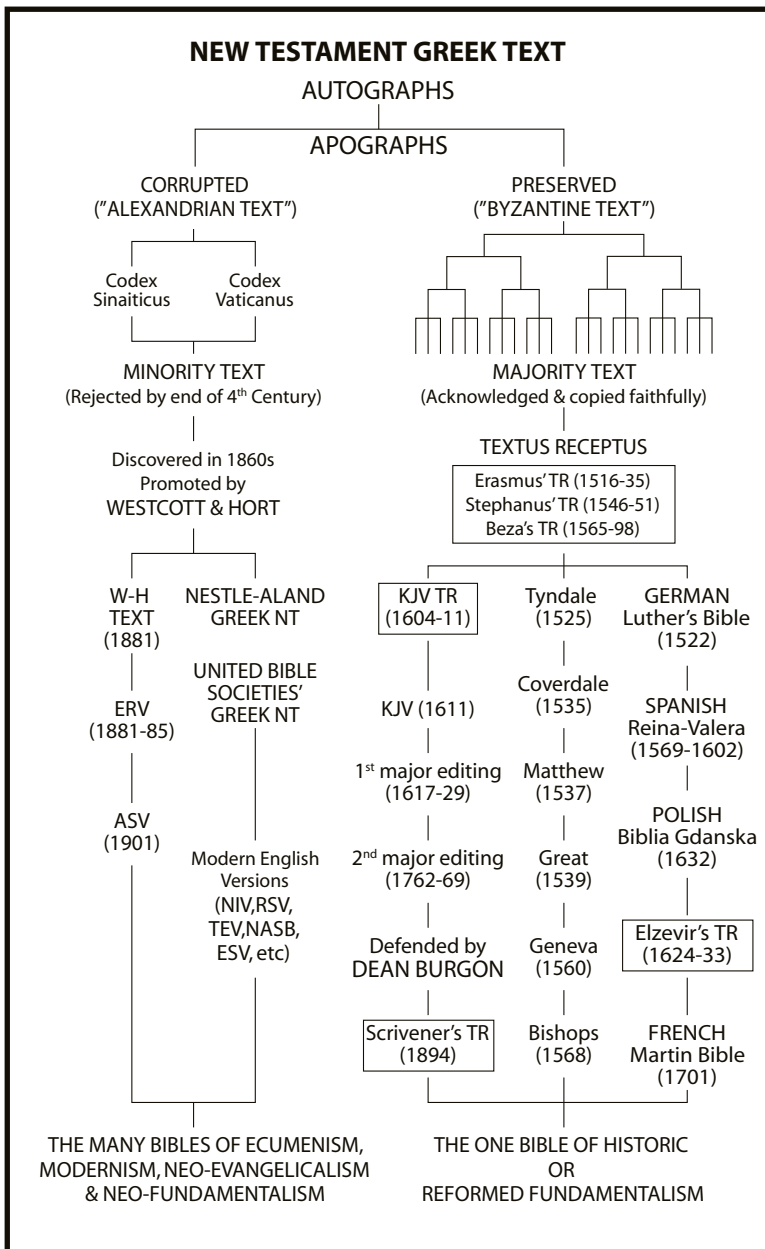 NEW TESTAMENT GREEK TEXT
AUTOGRAPHS
APOGRAPHS
CORRUPTED
("ALEXANDRIAN TEXT")
Codex
Sinaiticus
Codex
Vaticanus
MINORITY TEXT
(Rejected by end of 4th Century)
Discovered in 1860s
Promoted by
WESTCOTT & HORT
W-H
TEXT
(1881)
ERV
(1881-85)
ASV
(1901)
NESTLE-ALAND
GREEK NT
UNITED BIBLE
SOCIETIES'
GREEK NT
Modern English
Versions
(NIV,RSV,
TEV,NASB,
ESV, etc)
THE MANY BIBLES OF ECUMENISM,
MODERNISM, NEO-EVANGELICALISM
& NEO-FUNDAMENTALISM
PRESERVED
("BYZANTINE TEXT")
MAJORITY TEXT
(Acknowledged & copied faithfully)
TEXTUS RECEPTUS
Erasmus' TR (1516-35)
Stephanus' TR (1546-51)
Beza's TR (1565-98)
KJV TR
(1604-11)
KJV (1611)
1st major editing
(1617-29)
2nd major editing
(1762-69)
Defended by
DEAN BURGON
Scrivener's TR
(1894)
Tyndale
(1525)
Coverdale
(1535)
Matthew
(1537)
Great
(1539)
Geneva
(1560)
Bishops
(1568)
GERMAN
Luther's Bible
(1522)
SPANISH
Reina-Valera
(1569-1602)
POLISH
Biblia Gdanska
(1632)
Elzevir's TR
(1624-33)
FRENCH
Martin Bible
(1701)
THE ONE BIBLE OF HISTORIC
OR
REFORMED FUNDAMENTALISM